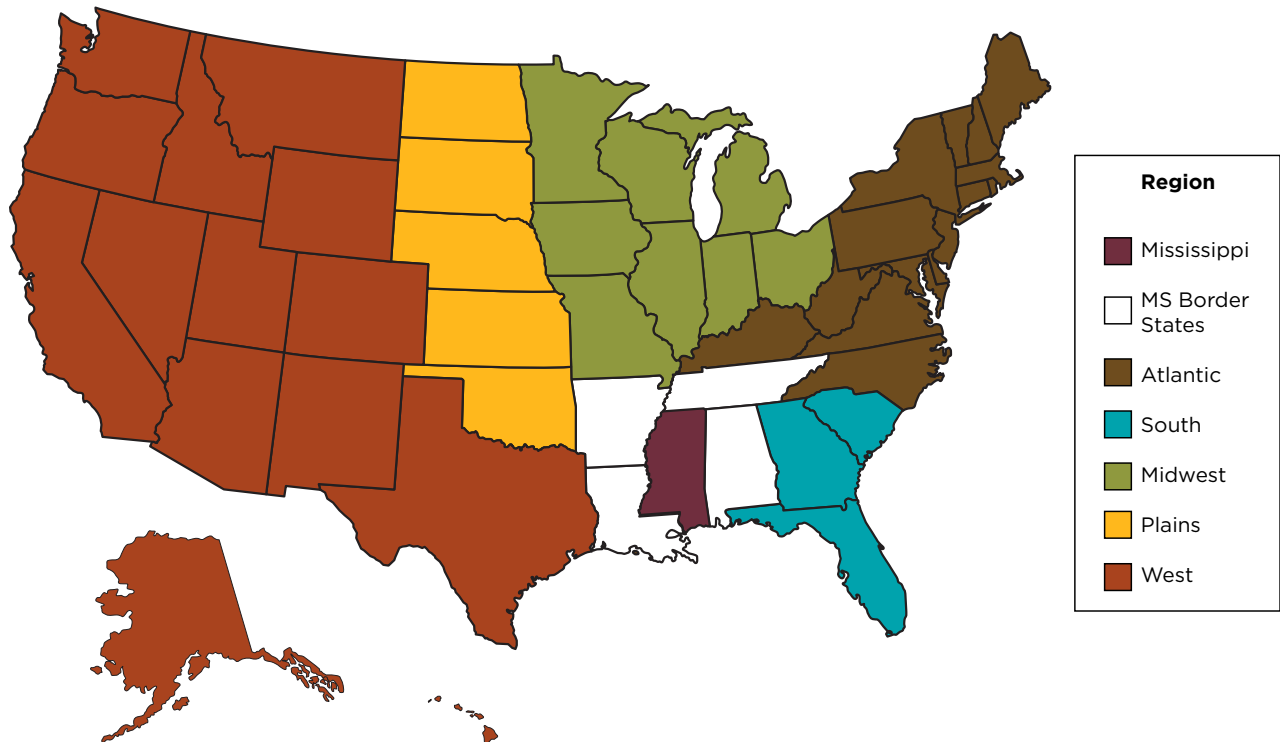 Region
Mississippi
MS Border
States
Atlantic
South
Midwest
Plains
West